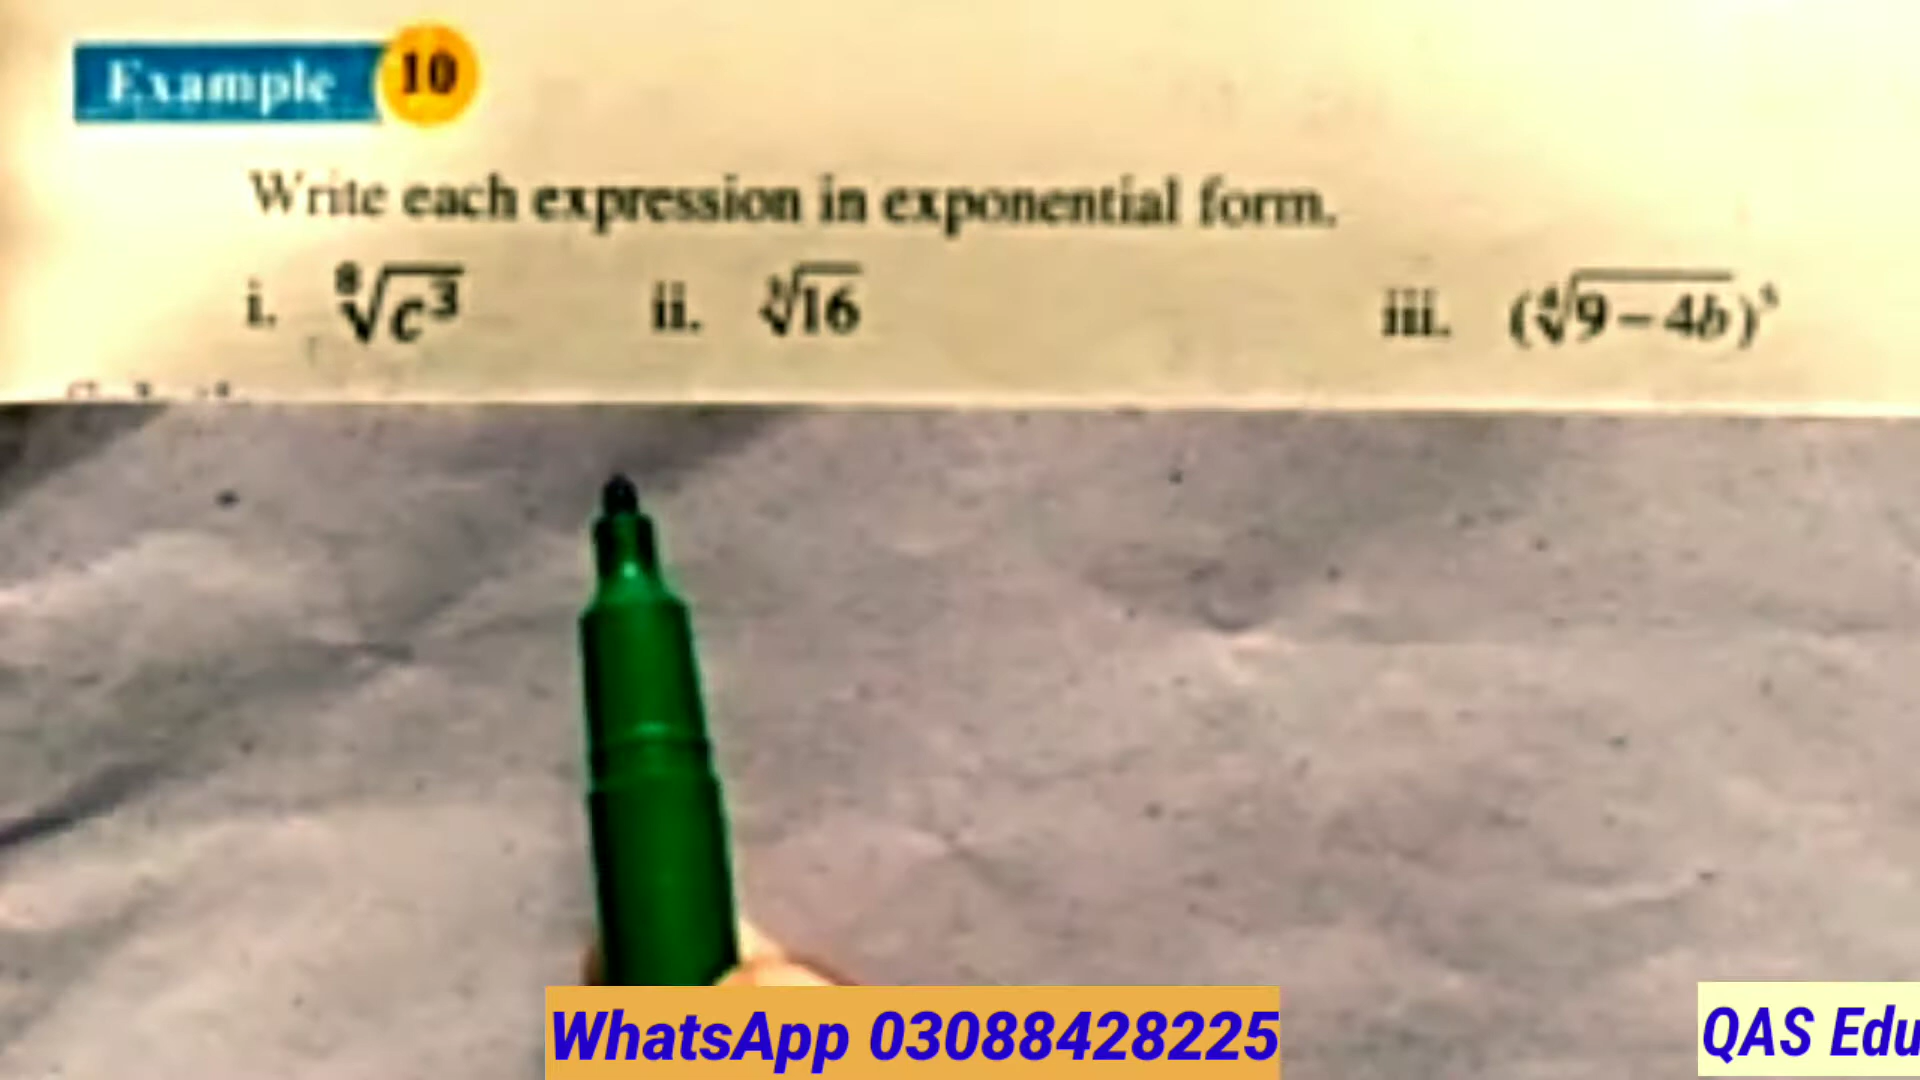 Example 10
Write each expression in exponential form.
i. ⁸√c³ ii. ³√16 iii. (⁴√9 – 4b)
WhatsApp 03088428225
QAS Edu